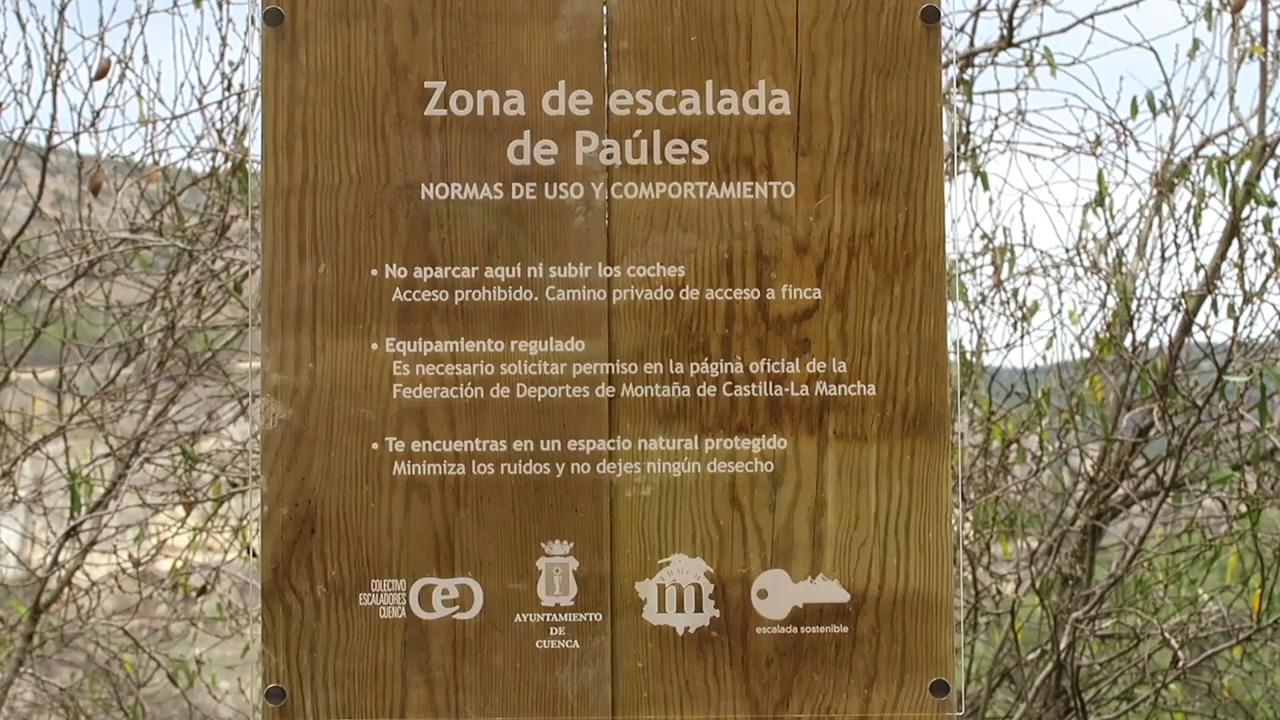 Zona de escalada
de Paúles
NORMAS DE USO Y COMPORTAMIENTO
• No aparcar aquí ni subir los coches
Acceso prohibido. Camino privado de acceso a finca
• Equipamiento regulado
Es necesario solicitar permiso en la página oficial de la
Federación de Deportes de Montaña de Castilla-La Mancha
• Te encuentras en un espacio natural protegido
Minimiza los ruidos y no dejes ningún desecho
COLECTIVO
ESCALADORES
CUENCA
cec
AYUNTAMIENTO
DE
CUENCA
m
escalada sostenible